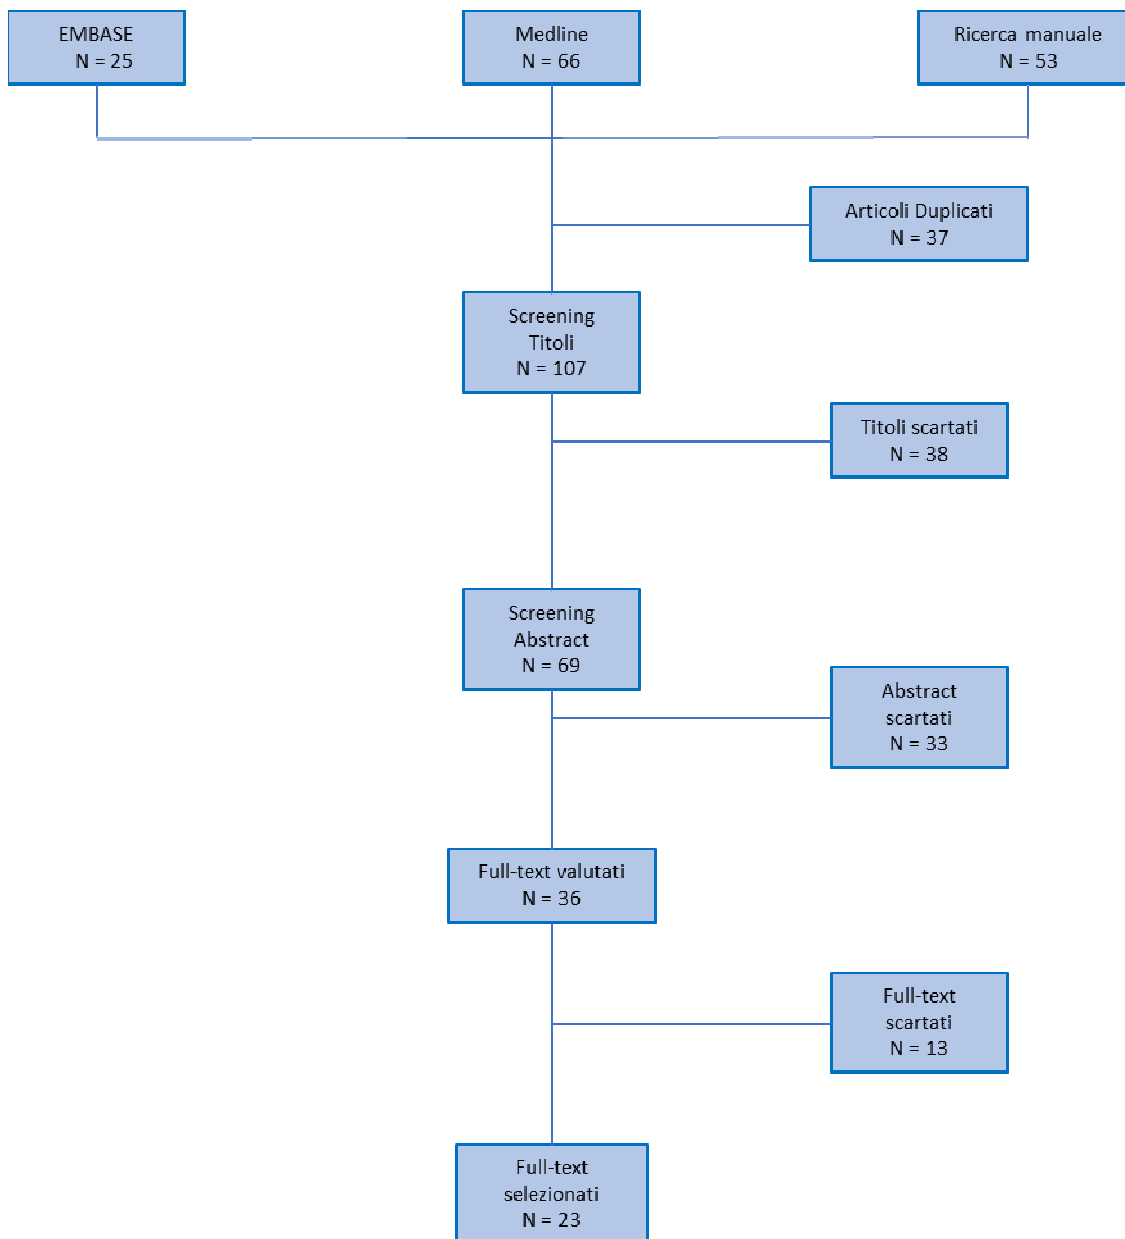 EMBASE
N = 25
Medline
N = 66
Ricerca manuale
N = 53
Articoli Duplicati
N = 37
Screening
Titoli
N = 107
Titoli scartati
N = 38
Screening
Abstract
N = 69
Abstract
scartati
N = 33
Full-text valutati
N = 36
Full-text
scartati
N = 13
Full-text
selezionati
N = 23